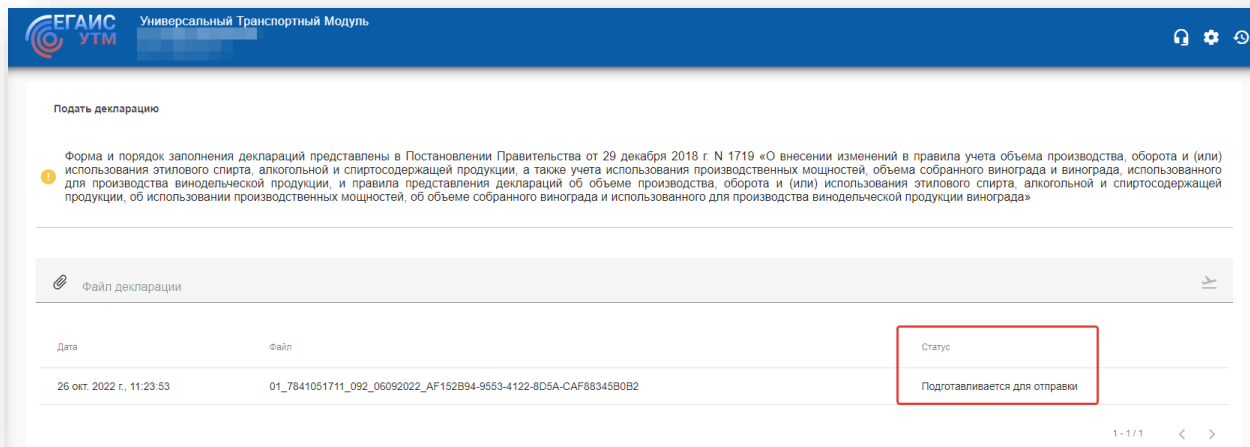 ЕГАИС
УТМ
Универсальный Транспортный Модуль
Подать декларацию
Форма и порядок заполнения деклараций представлены в Постановлении Правительства от 29 декабря 2018 г. N 1719 «О внесении изменений в правила учета объема производства, оборота и (или)
использования этилового спирта, алкогольной и спиртосодержащей продукции, а также учета использования производственных мощностей, объема собранного винограда и винограда, использованного
для производства винодельческой продукции, и правила представления деклараций об объеме производства, оборота и (или) использования этилового спирта, алкогольной и спиртосодержащей
продукции, об использовании производственных мощностей, об объеме собранного винограда и использованного для производства винодельческой продукции винограда»
Файл декларации
Дата Файл Статус
26 окт. 2022 г., 11:23:53 01_7841051711_092_06092022_AF152B94-9553-4122-8D5A-CAF88345B0B2 Подготавливается для отправки
1 - 1 / 1